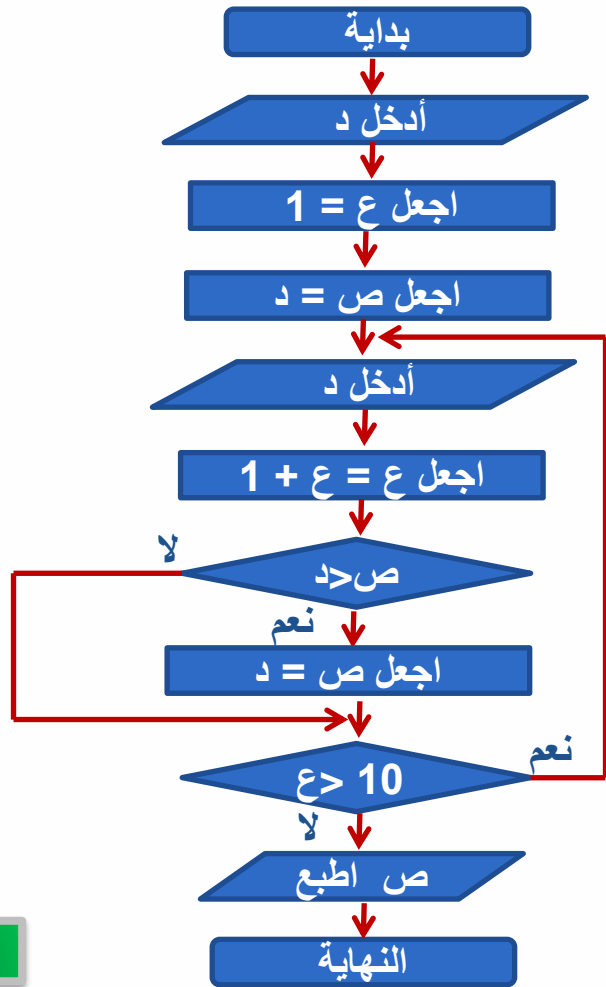 بداية
أدخل د
اجعل ع = 1
اجعل ص = د
أدخل د
اجعل ع = ع + 1
ص<د
لا
نعم
اجعل ص = د
ع> 10
نعم
لا
ص اطبع
النهاية